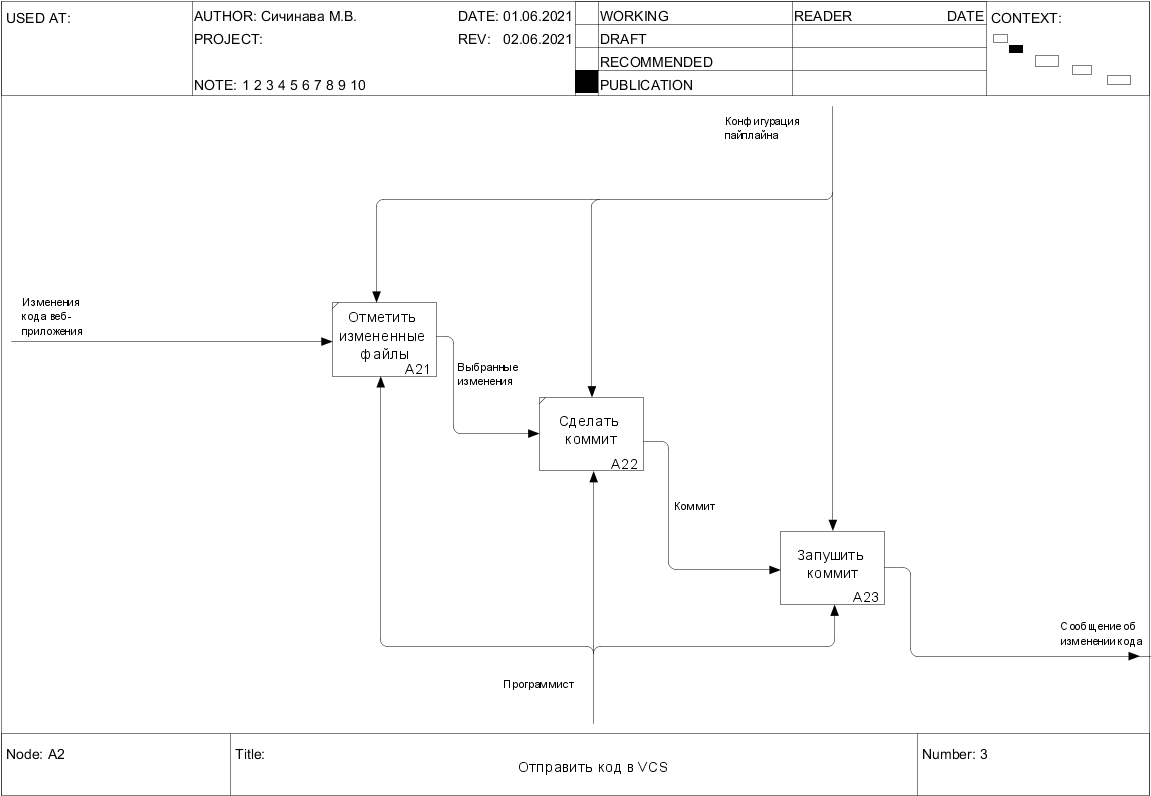 USED AT:
AUTHOR: Сичинава М.В.
DATE: 01.06.2021
PROJECT:
REV: 02.06.2021
NOTE: 1 2 3 4 5 6 7 8 9 10
WORKING
DRAFT
RECOMMENDED
PUBLICATION
READER DATE
CONTEXT:
Конфигурация
пайплайна
Изменения
кода веб-
приложения
Отметить
измененные
файлы
A21
Выбранные
изменения
Сделать
коммит
A22
Коммит
Запушить
коммит
A23
Сообщение об
изменении кода
Программист
Node: A2
Title:
Отправить код в VCS
Number: 3